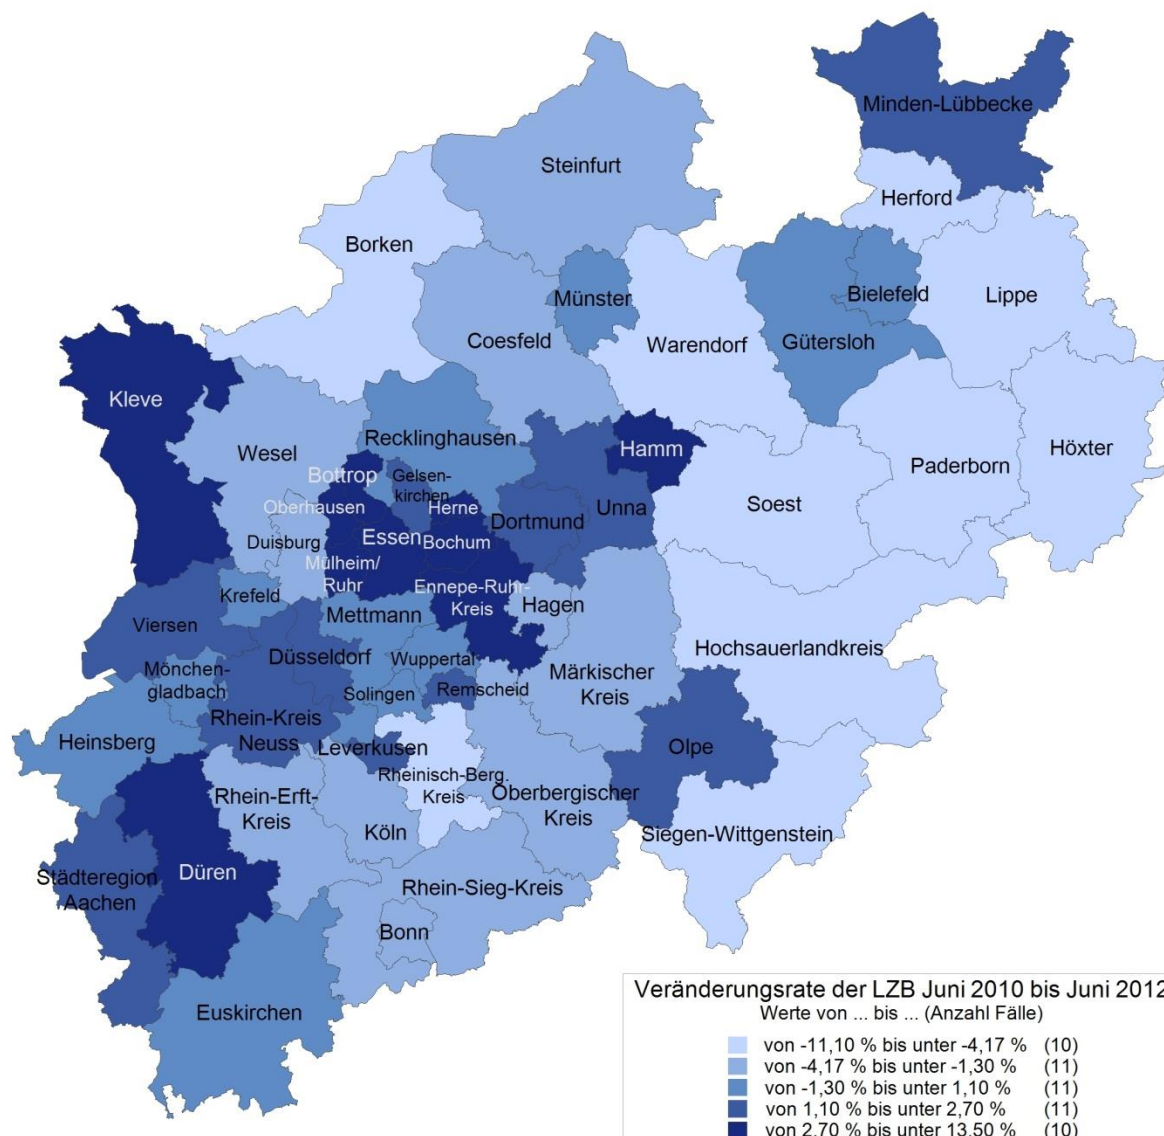 Minden-Lübbecke
Steinfurt
Herford
Borken
Münster
Bielefeld
Lippe
Coesfeld
Warendorf
Gütersloh
Kleve
Recklinghausen
Hamm
Höxter
Wesel
Paderborn
Bottrop
Gelsen-
kirchen
Oberhausen
Herne
Dortmund
Unna
Soest
Duisburg
Essen
Bochum
Mülheim/
Ruhr
Ennepe-Ruhr-
Kreis
Krefeld
Mettmann
Hagen
Viersen
Hochsauerlandkreis
Düsseldorf
Wuppertal
Mönchen-
gladbach
Märkischer
Kreis
Solingen
Remscheid
Rhein-Kreis
Neuss
Heinsberg
Leverkusen
Olpe
Rheinisch-Berg.
Kreis
Rhein-Erft-
Kreis
Oberbergischer
Kreis
Köln
Siegen-Wittgenstein
Düren
Städteregion
Aachen
Rhein-Sieg-Kreis
Bonn
Euskirchen
Veränderungsrate der LZB Juni 2010 bis Juni 2012
Werte von ... bis ... (Anzahl Fälle)
von -11,10 % bis unter -4,17 % (10)
von -4,17 % bis unter -1,30 % (11)
von -1,30 % bis unter 1,10 % (11)
von 1,10 % bis unter 2,70 % (11)
von 2,70 % bis unter 13,50 % (10)